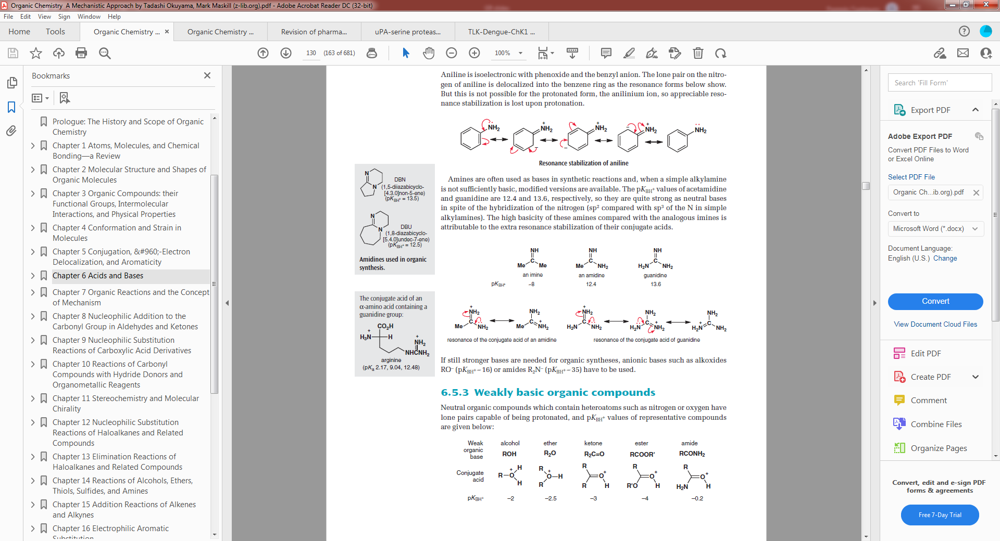 Organic Chemistry  A Mechanistic Approach by Tadashi Okuyama, Mark Maskill (z-lib.org).pdf - Adobe Acrobat Reader DC (32-bit)
File Edit View Sign Window Help
Home Tools Organic Chemistry ... × Organic Chemistry ... Revision of pharma... uPA-serine proteas... TLK-Dengue-ChK1 ...
130 (163 of 681) 100%
Bookmarks
Prologue: The History and Scope of Organic
Chemistry
Chapter 1 Atoms, Molecules, and Chemical
Bonding—a Review
Chapter 2 Molecular Structure and Shapes of
Organic Molecules
Chapter 3 Organic Compounds: their
Functional Groups, Intermolecular
Interactions, and Physical Properties
Chapter 4 Conformation and Strain in
Molecules
Chapter 5 Conjugation, &#960;-Electron
Delocalization, and Aromaticity
Chapter 6 Acids and Bases
Chapter 7 Organic Reactions and the Concept
of Mechanism
Chapter 8 Nucleophilic Addition to the
Carbonyl Group in Aldehydes and Ketones
Chapter 9 Nucleophilic Substitution
Reactions of Carboxylic Acid Derivatives
Chapter 10 Reactions of Carbonyl
Compounds with Hydride Donors and
Organometallic Reagents
Chapter 11 Stereochemistry and Molecular
Chirality
Chapter 12 Nucleophilic Substitution
Reactions of Haloalkanes and Related
Compounds
Chapter 13 Elimination Reactions of
Haloalkanes and Related Compounds
Chapter 14 Reactions of Alcohols, Ethers,
Thiols, Sulfides, and Amines
Chapter 15 Addition Reactions of Alkenes
and Alkynes
Chapter 16 Electrophilic Aromatic
Substitution
Aniline is isoelectronic with phenoxide and the benzyl anion. The lone pair on the nitro-
gen of aniline is delocalized into the benzene ring as the resonance forms below show.
But this is not possible for the protonated form, the anilinium ion, so appreciable reso-
nance stabilization is lost upon protonation.
NH₂ +NH₂ +NH₂ +NH₂ NH₂
Resonance stabilization of aniline
N
N
DBN
(1,5-diiazabicyclo-
[4.3.0]non-5-ene)
(pKBH⁺ = 13.5)
N
N
DBU
(1,8-diazabicyclo-
[5.4.0]undec-7-ene)
(pKBH⁺ = 12.5)
Amidines used in organic
synthesis.
Amines are often used as bases in synthetic reactions and, when a simple alkylamine
is not sufficiently basic, modified versions are available. The pKBH⁺ values of acetamidine
and guanidine are 12.4 and 13.6, respectively, so they are quite strong as neutral bases
in spite of the hybridization of the nitrogen (sp² compared with sp³ of the N in simple
alkylamines). The high basicity of these amines compared with the analogous imines is
attributable to the extra resonance stabilization of their conjugate acids.
NH NH NH
C C C
Me Me Me NH₂ H₂N NH₂
an imine an amidine guanidine
pKBH⁺ –8 12.4 13.6
The conjugate acid of an
α-amino acid containing a
guanidine group:
CO₂H
H₃N⁺ H
+NH₂
NHCNH₂
arginine
(pKa 2.17, 9.04, 12.48)
+NH₂ NH₂ +NH₂ NH₂ NH₂
C C C C C
Me NH₂ Me +NH₂ H₂N NH₂ H₂N +NH₂ H₂N+ NH₂
resonance of the conjugate acid of an amidine resonance of the conjugate acid of guanidine
If still stronger bases are needed for organic syntheses, anionic bases such as alkoxides
RO⁻ (pKBH⁺ ~ 16) or amides R₂N⁻ (pKBH⁺ ~ 35) have to be used.
6.5.3 Weakly basic organic compounds
Neutral organic compounds which contain heteroatoms such as nitrogen or oxygen have
lone pairs capable of being protonated, and pKBH⁺ values of representative compounds
are given below:
Weak organic base
alcohol ether ketone ester amide
ROH R₂O R₂C=O RCOOR' RCONH₂
Conjugate acid
R–O⁺ H H R R O⁺–H R R O⁺ H R R'O O⁺ H R H₂N O⁺ H
pKBH⁺ –2 –2.5 –3 –4 –0.2
Search 'Fill Form'
Export PDF
Adobe Export PDF
Convert PDF Files to Word
or Excel Online
Select PDF File
Organic Ch...ib.org).pdf
Convert to
Microsoft Word (*.docx)
Document Language:
English (U.S.) Change
Convert
View Document Cloud Files
Edit PDF
Create PDF
Comment
Combine Files
Organize Pages
Convert, edit and e-sign PDF
forms & agreements
Free 7-Day Trial